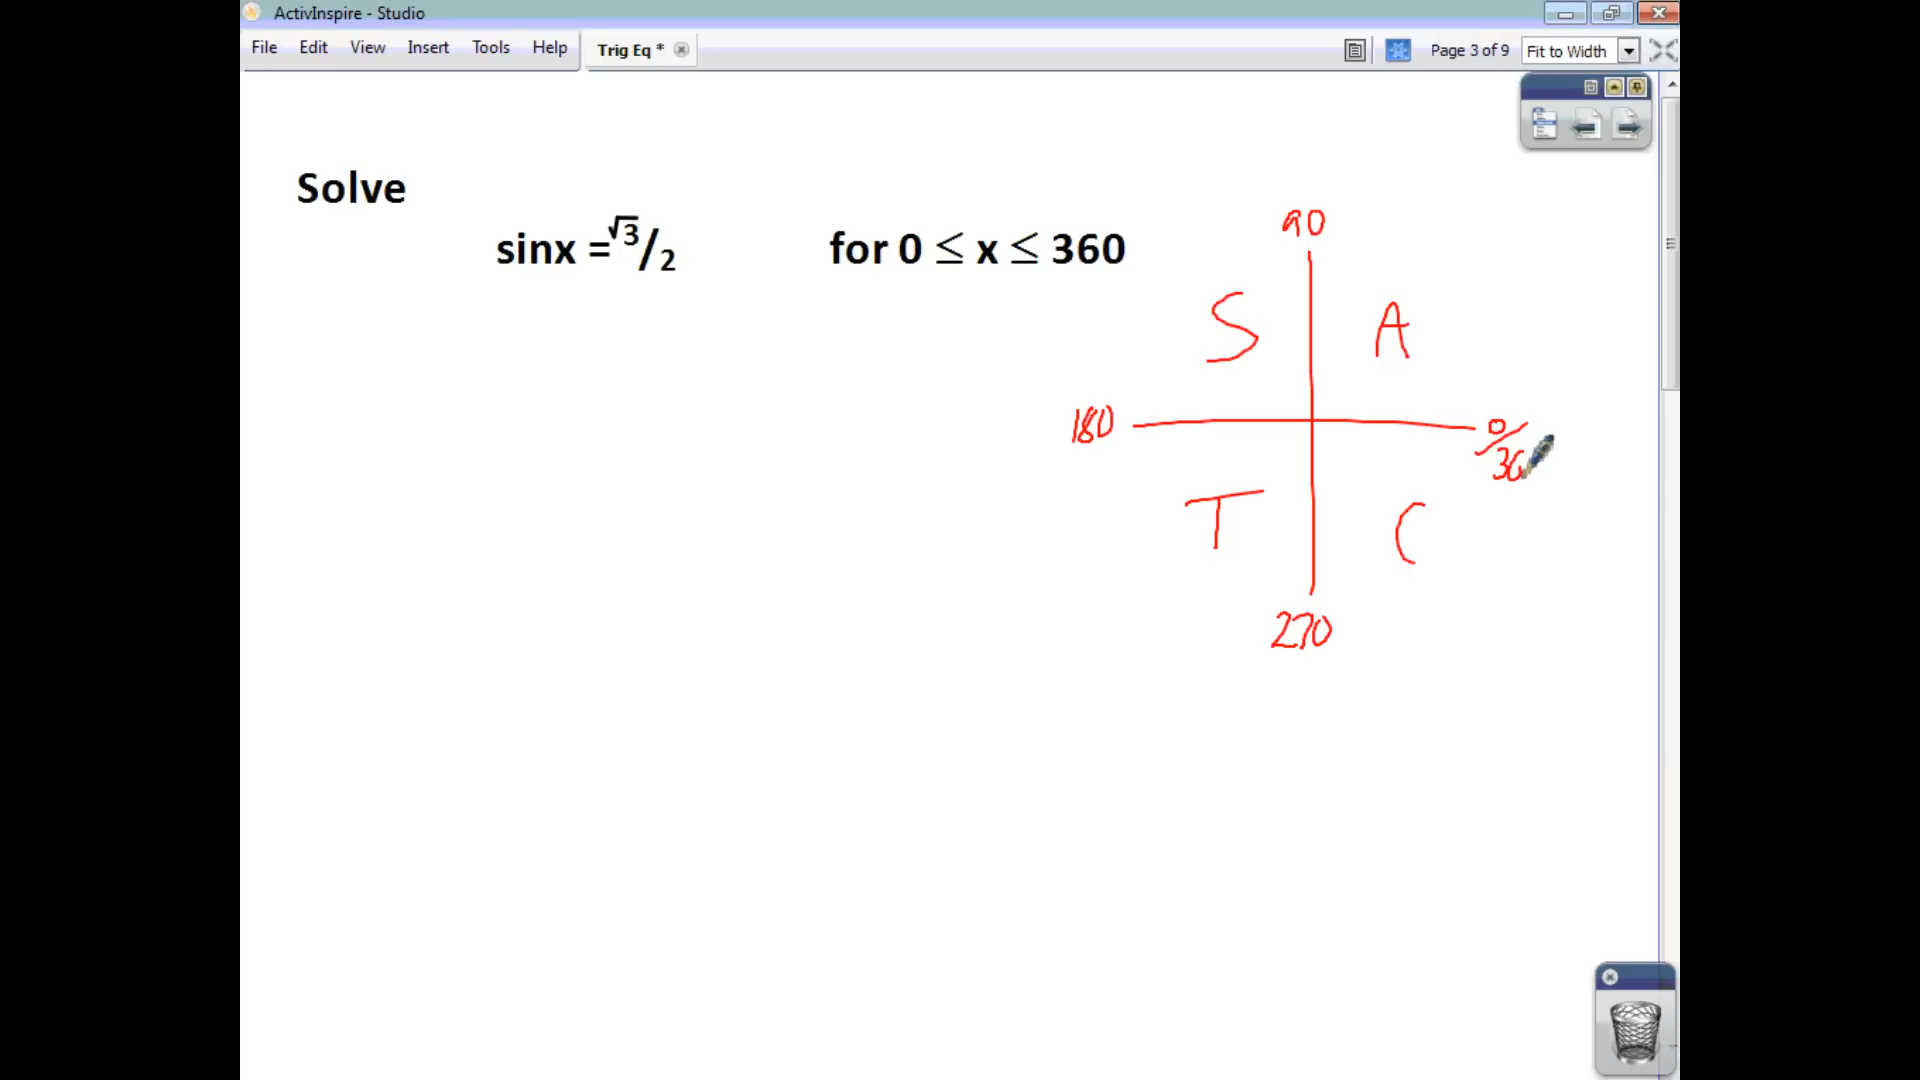 ActivInspire - Studio
File Edit View Insert Tools Help Trig Eq * Page 3 of 9 Fit to Width
Solve
sinx = √3/2 for 0 ≤ x ≤ 360
90
S A
180 0/
36
T C
270